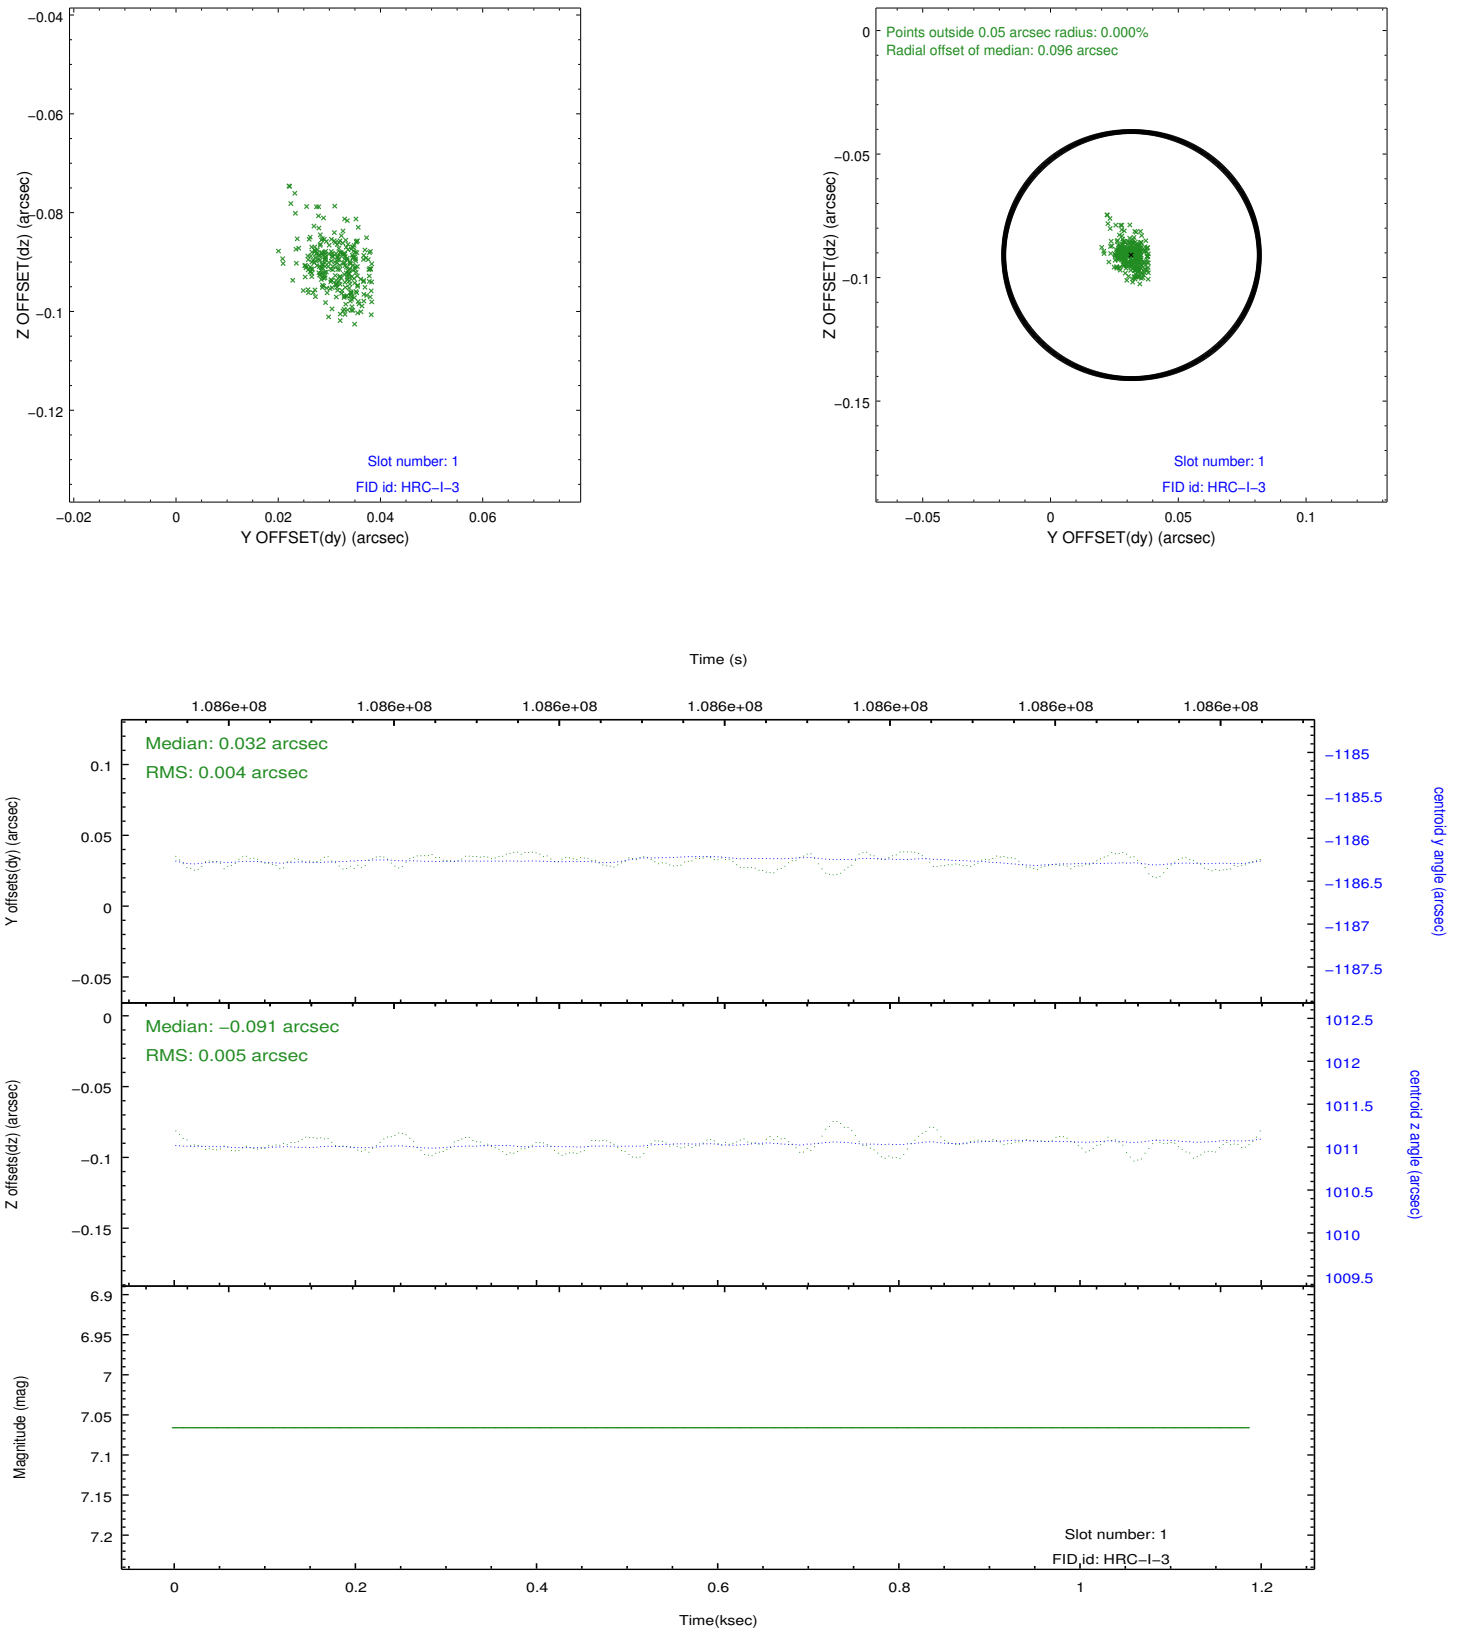 −0.04
−0.06
−0.08
−0.1
−0.12
Z OFFSET(dz) (arcsec)
Slot number: 1
FID id: HRC−I−3
−0.02 0 0.02 0.04 0.06
Y OFFSET(dy) (arcsec)
Points outside 0.05 arcsec radius: 0.000%
Radial offset of median: 0.096 arcsec
0
−0.05
−0.1
−0.15
Z OFFSET(dz) (arcsec)
Slot number: 1
FID id: HRC−I−3
−0.05 0 0.05 0.1
Y OFFSET(dy) (arcsec)
Time (s)
1.086e+08 1.086e+08 1.086e+08 1.086e+08 1.086e+08 1.086e+08 1.086e+08
Median: 0.032 arcsec
RMS: 0.004 arcsec
0.1
0.05
0
−0.05
Y offsets(dy) (arcsec)
−1185
−1185.5
−1186
−1186.5
−1187
−1187.5
centroid y angle (arcsec)
Median: −0.091 arcsec
RMS: 0.005 arcsec
0
−0.05
−0.1
−0.15
Z offsets(dz) (arcsec)
1012.5
1012
1011.5
1011
1010.5
1010
1009.5
centroid z angle (arcsec)
6.9
6.95
7
7.05
7.1
7.15
7.2
Magnitude (mag)
Slot number: 1
FID id: HRC−I−3
0 0.2 0.4 0.6 0.8 1 1.2
Time(ksec)